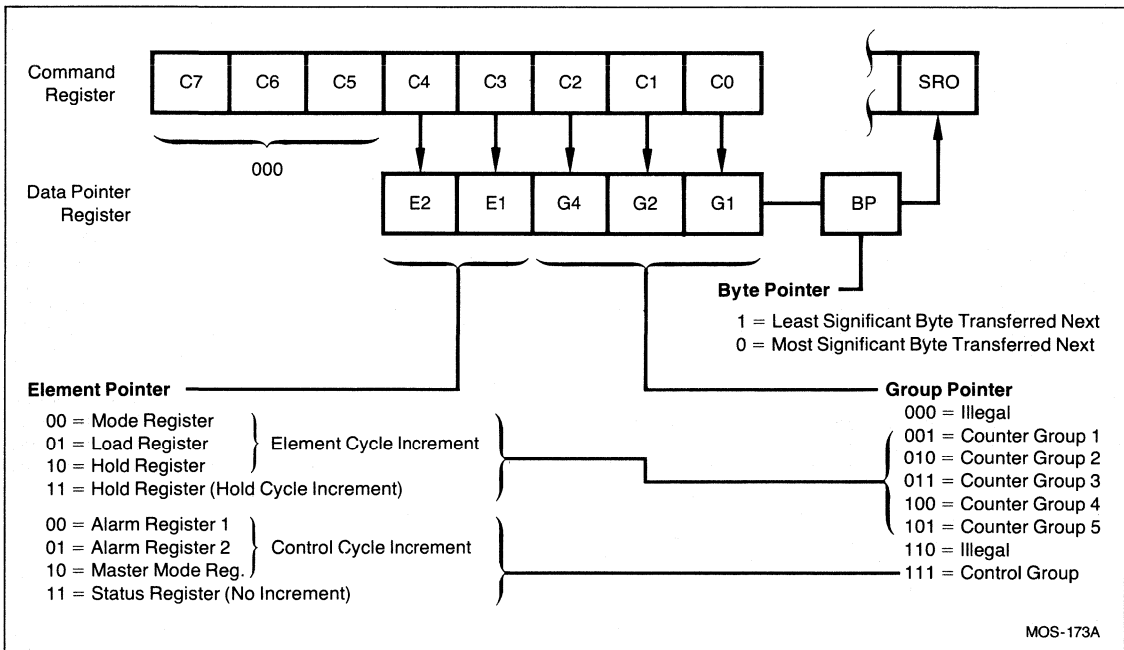 Command Register
C7 C6 C5 C4 C3 C2 C1 C0 SRO
000
Data Pointer Register
E2 E1 G4 G2 G1 BP
Byte Pointer
1 = Least Significant Byte Transferred Next
0 = Most Significant Byte Transferred Next
Element Pointer
00 = Mode Register
01 = Load Register
10 = Hold Register
Element Cycle Increment
11 = Hold Register (Hold Cycle Increment)
00 = Alarm Register 1
01 = Alarm Register 2
10 = Master Mode Reg.
Control Cycle Increment
11 = Status Register (No Increment)
Group Pointer
000 = Illegal
001 = Counter Group 1
010 = Counter Group 2
011 = Counter Group 3
100 = Counter Group 4
101 = Counter Group 5
110 = Illegal
111 = Control Group
MOS-173A